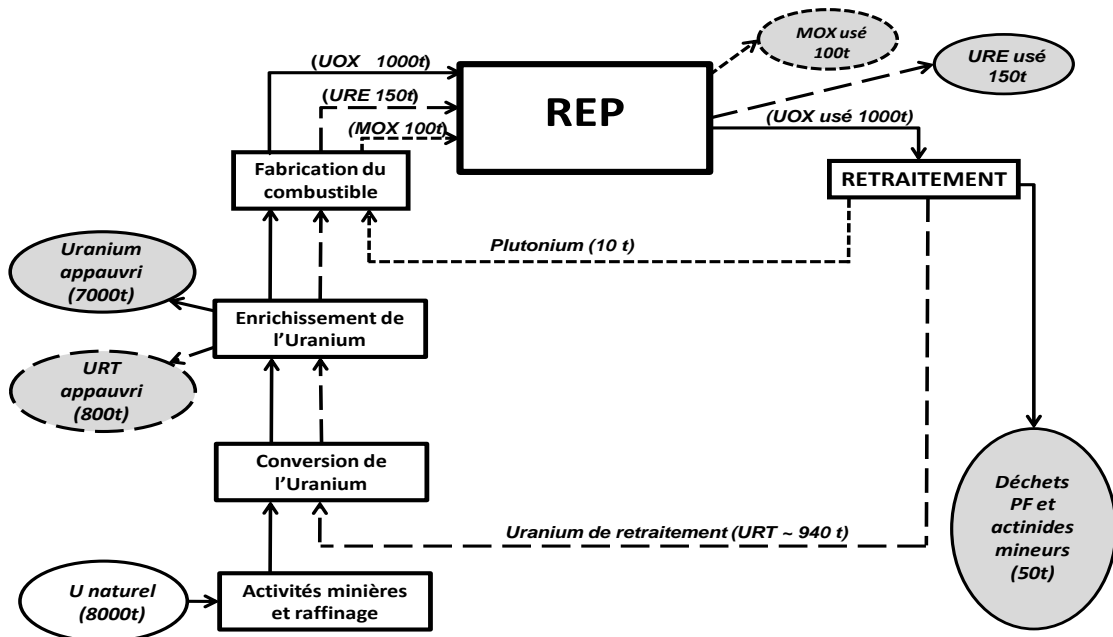 MOX usé
100t
URE usé
150t
(UOX 1000t)
(URE 150t)
(MOX 100t)
REP
(UOX usé 1000t)
Fabrication du
combustible
RETRAITEMENT
Plutonium (10 t)
Uranium
appauvri
(7000t)
Enrichissement de
l'Uranium
URT
appauvri
(800t)
Conversion de
l'Uranium
Déchets
PF et
actinides
mineurs
(50t)
Uranium de retraitement (URT ~ 940 t)
U naturel
(8000t)
Activités minières
et raffinage